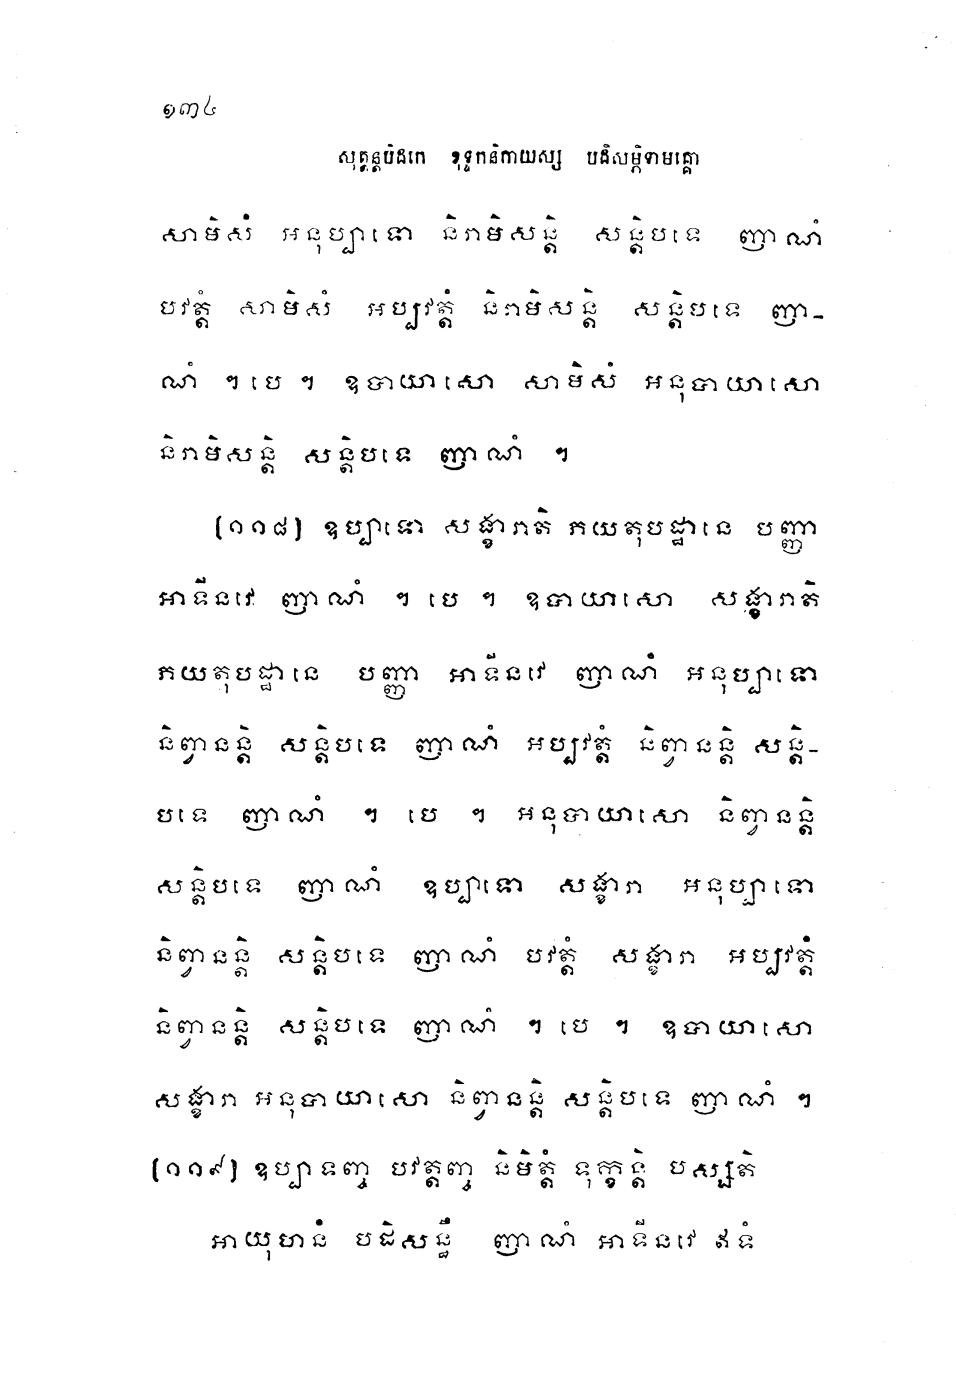 ១៣៤
សុត្តន្តបិដកេ ខុទ្ទកនិកាយស្ស បដិសម្ភិទាមគ្គោ
សាមិសំ អនុប្បាទោ និរាមិសន្តិ សន្តិបទេ ញាណំ
បវត្តំ សាមិសំ អប្បវត្តំ និរាមិសន្តិ សន្តិបទេ ញា-
ណំ ។ បេ ។ ឧបាយាសោ សាមិសំ អនុបាយាសោ
និរាមិសន្តិ សន្តិបទេ ញាណំ ។
[១១៨] ឧប្បាទោ សង្ខារាតិ ភយតុបដ្ឋានេ បញ្ញា
អាទីនវេ ញាណំ ។ បេ ។ ឧបាយាសោ សង្ខារាតិ
ភយតុបដ្ឋានេ បញ្ញា អាទីនវេ ញាណំ អនុប្បាទោ
និព្វានន្តិ សន្តិបទេ ញាណំ អប្បវត្តំ និព្វានន្តិ សន្តិ-
បទេ ញាណំ ។ បេ ។ អនុបាយាសោ និព្វានន្តិ
សន្តិបទេ ញាណំ ឧប្បាទោ សង្ខារា អនុប្បាទោ
និព្វានន្តិ សន្តិបទេ ញាណំ បវត្តំ សង្ខារា អប្បវត្តំ
និព្វានន្តិ សន្តិបទេ ញាណំ ។ បេ ។ ឧបាយាសោ
សង្ខារា អនុបាយាសោ និព្វានន្តិ សន្តិបទេ ញាណំ ។
[១១៩] ឧប្បាទញ្ច បវត្តញ្ច និមិត្តំ ទុក្ខន្តិ បស្សតិ
អាយុហនំ បដិសន្ធឹ ញាណំ អាទីនវេ ឥទំ